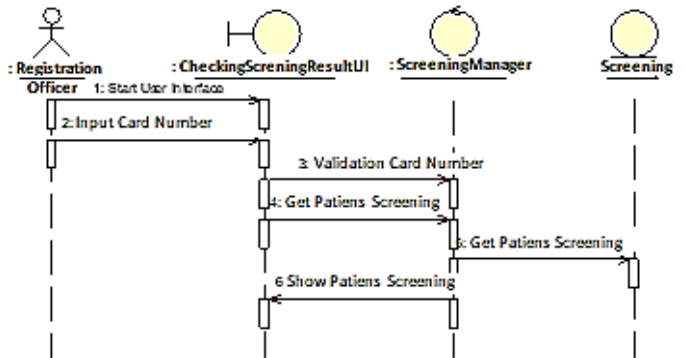 : Registration
Officer
: CheckingScreningResultUI
: ScreeningManager
Screening
1: Start User Interface
2: Input Card Number
3: Validation Card Number
4: Get Patiens Screening
5: Get Patiens Screening
6 Show Patiens Screening